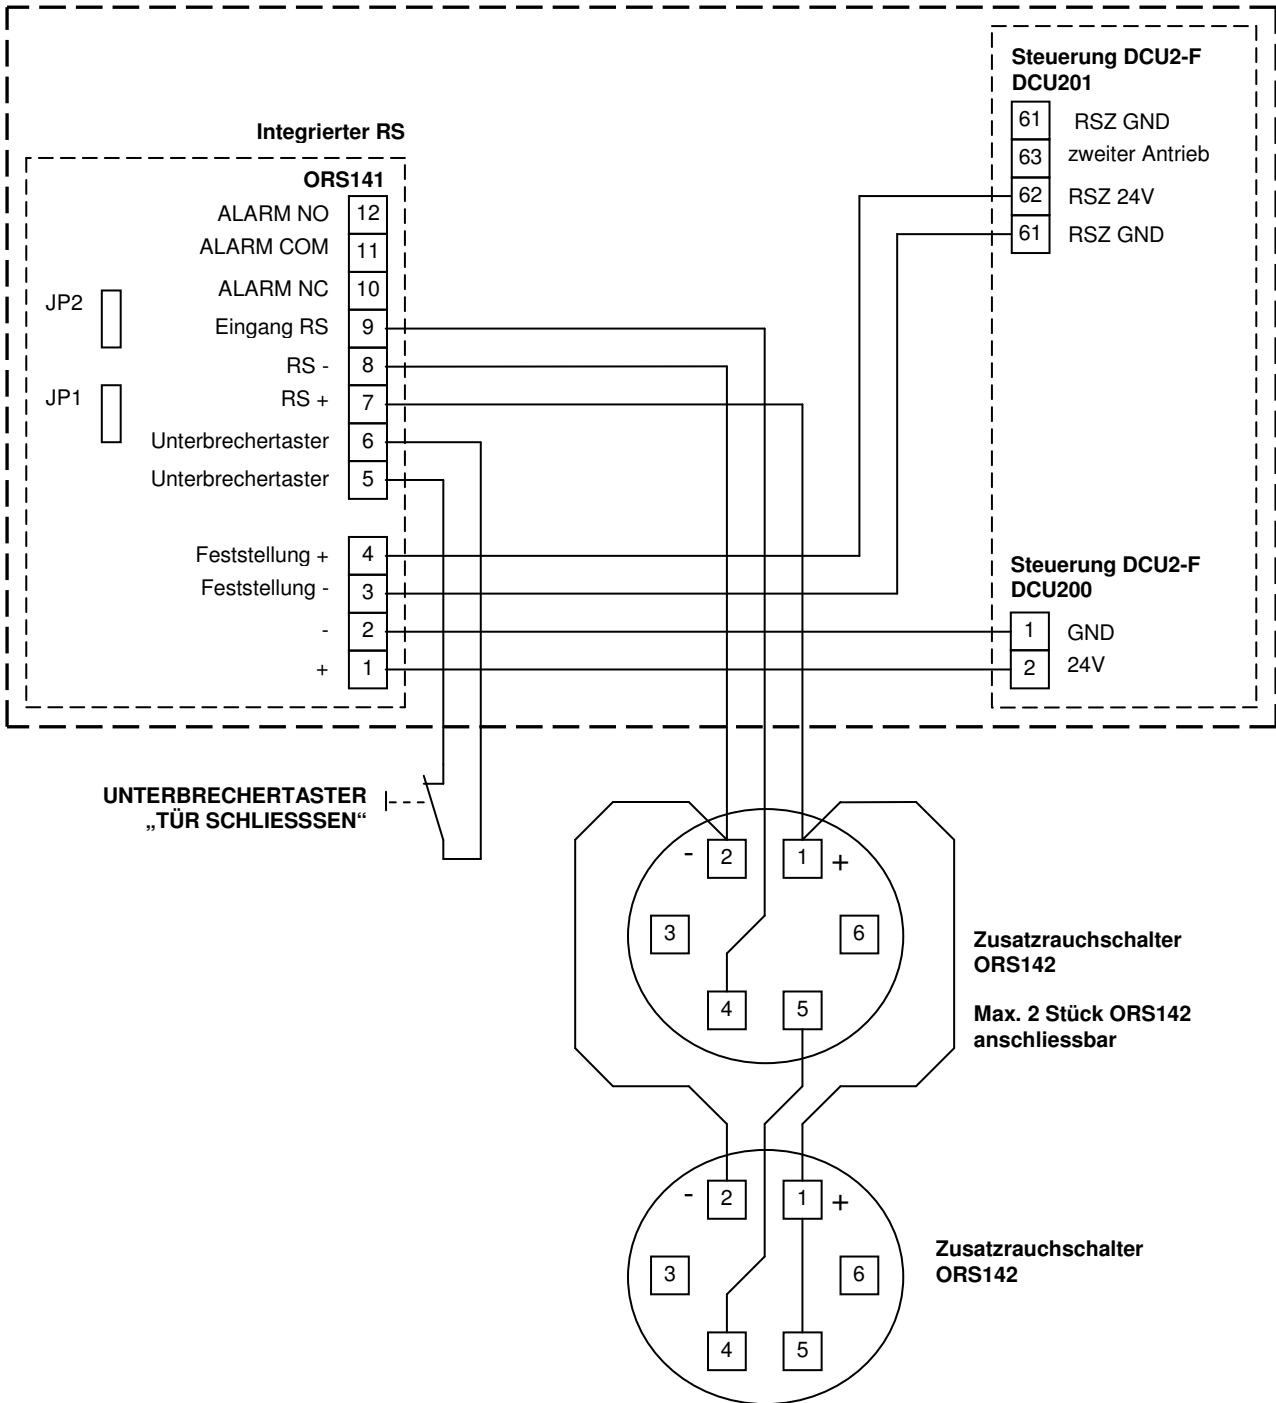 Steuerung DCU2-F
DCU201
61 RSZ GND
63 zweiter Antrieb
62 RSZ 24V
61 RSZ GND
Integrierter RS
ORS141
ALARM NO 12
ALARM COM 11
ALARM NC 10
JP2
Eingang RS 9
RS - 8
JP1
RS + 7
Unterbrechertaster 6
Unterbrechertaster 5
Feststellung + 4
Feststellung - 3
- 2
+ 1
Steuerung DCU2-F
DCU200
1 GND
2 24V
UNTERBRECHERTASTER
„TÜR SCHLIESSSEN“
- 2 1 +
3 6
4 5
Zusatzrauchschalter
ORS142
Max. 2 Stück ORS142
anschliessbar
- 2 1 +
3 6
4 5
Zusatzrauchschalter
ORS142